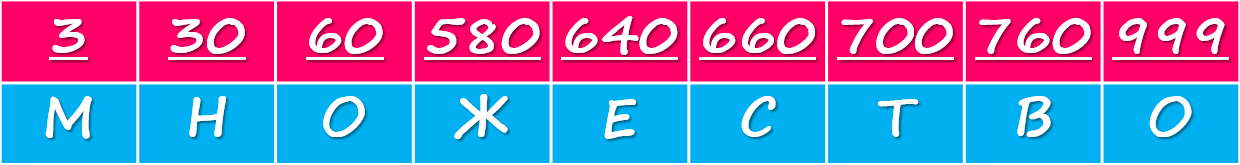 3 30 60 580 640 660 700 760 999
М Н О Ж Е С Т В О